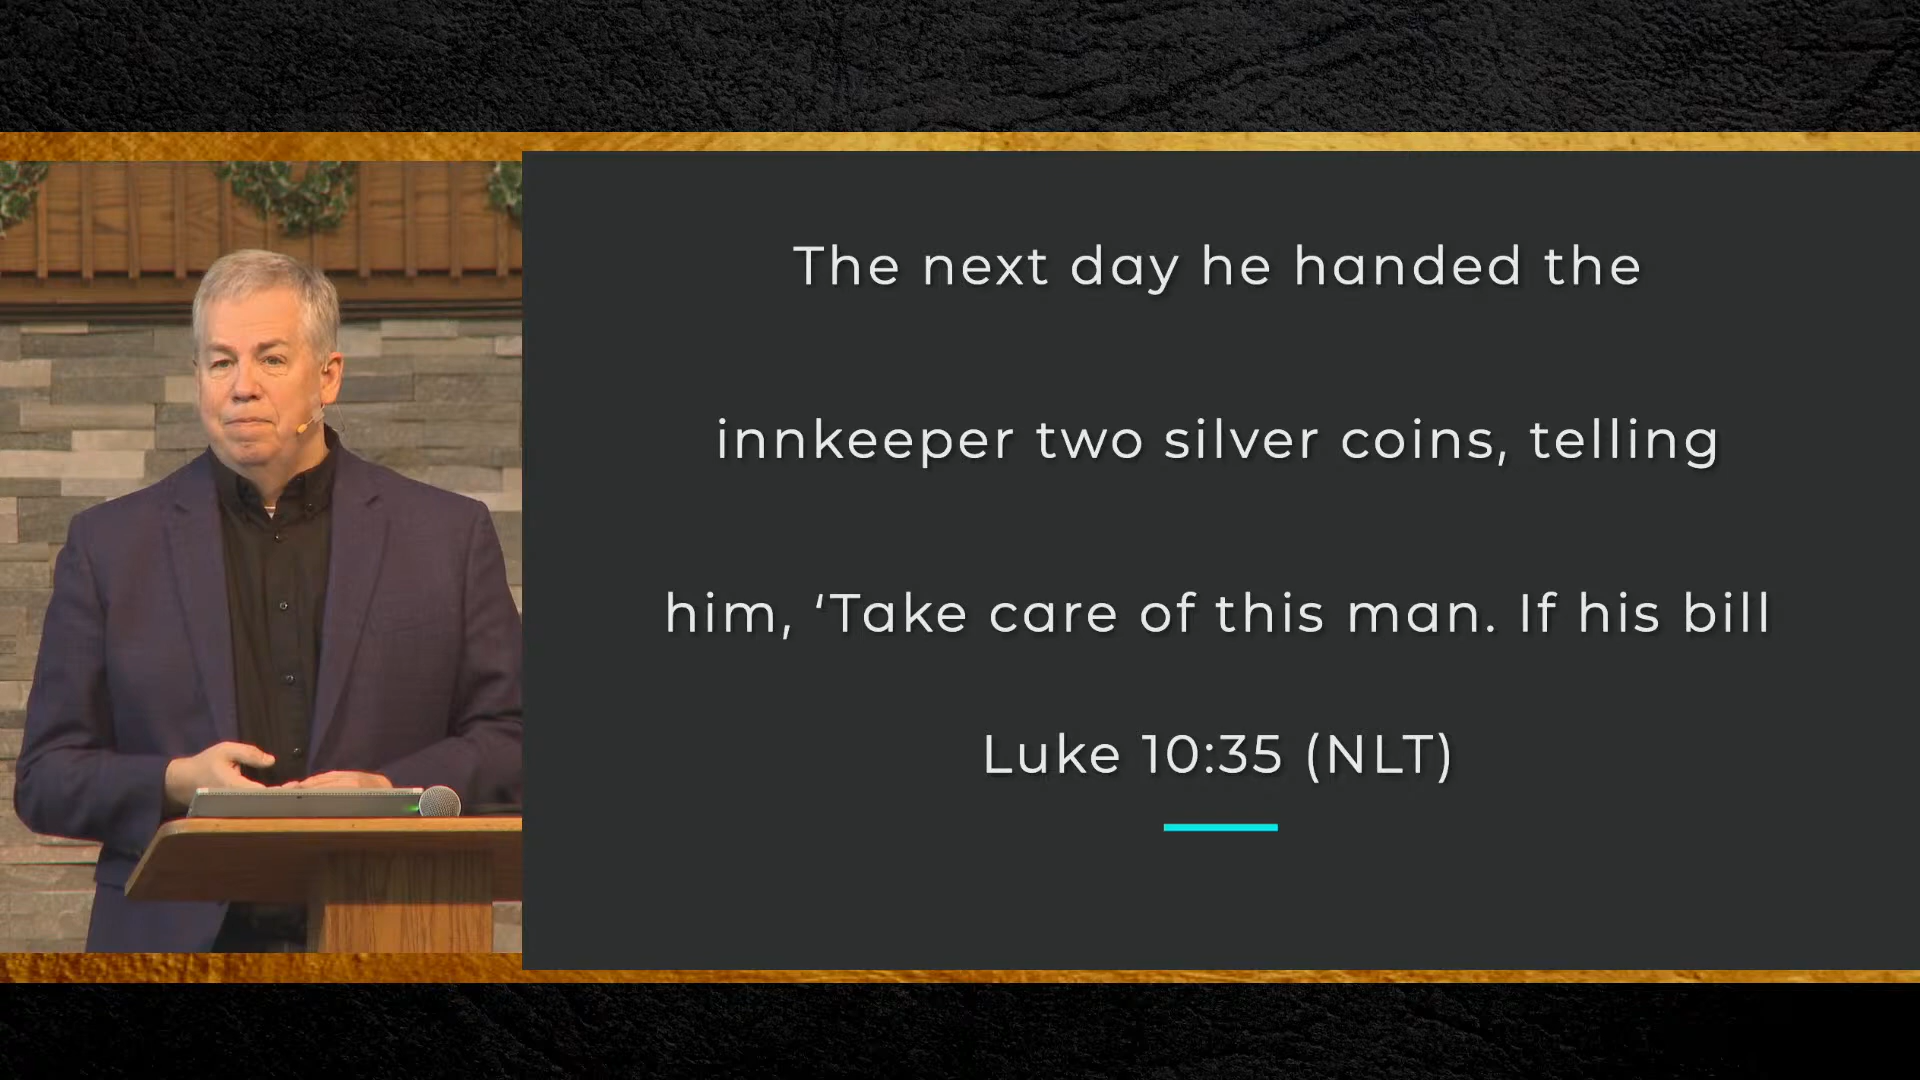 The next day he handed the
innkeeper two silver coins, telling
him, ‘Take care of this man. If his bill
Luke 10:35 (NLT)